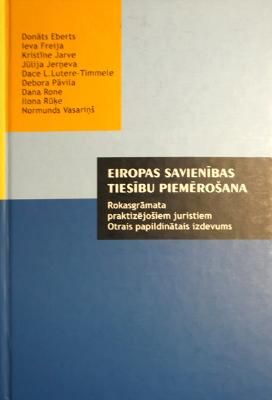 Donāts Eberts
Ieva Freija
Kristīne Jarve
Jūlija Jerņeva
Dace L. Lutere-Timmele
Debora Pāvila
Dana Rone
Ilona Rūķe
Normunds Vasariņš
EIROPAS SAVIENĪBAS
TIESĪBU PIEMĒROŠANA
Rokasgrāmata
praktizējošiem juristiem
Otrais papildinātais izdevums